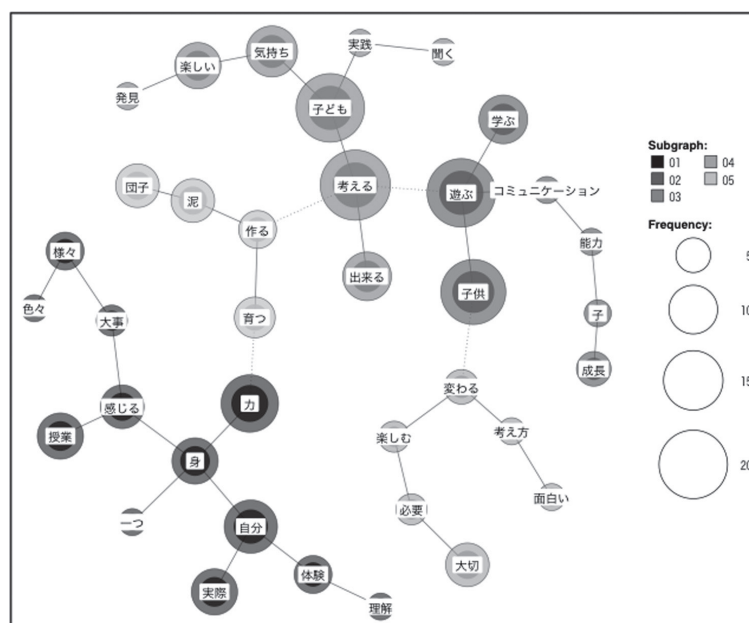 実践
聞く
気持ち
楽しい
発見
子ども
学ぶ
団子
考える
遊ぶ
コミュニケーション
泥
作る
能力
様々
出来る
子供
色々
大事
育つ
子
成長
変わる
力
感じる
授業
楽しむ
考え方
身
面白い
必要
一つ
自分
大切
体験
実際
理解
Subgraph:
01 04
02 05
03
Frequency:
5
10
15
20